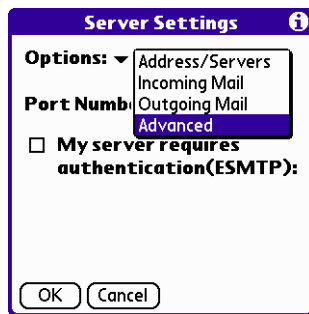 Server Settings
Options:
Address/Servers
Incoming Mail
Port Numb
Outgoing Mail
Advanced
My server requires
authentication(ESMTP):
OK
Cancel